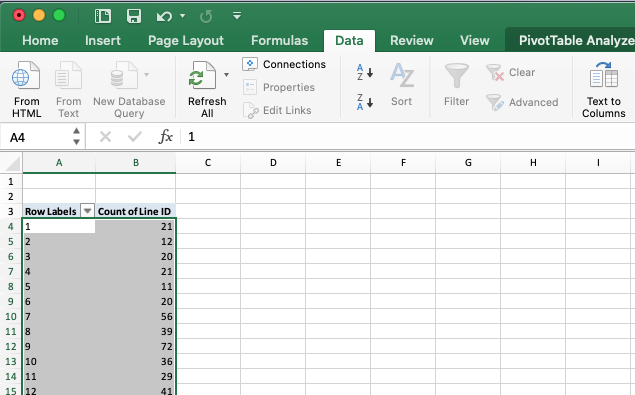 Home Insert Page Layout Formulas Data Review View PivotTable Analyze
From HTML From Text New Database Query Refresh All Connections Properties Edit Links A Z Z A A Z Sort Filter Clear Advanced Text to Columns
A4 fx 1
A B C D E F G H I
1
2
3 Row Labels Count of Line ID
4 1 21
5 2 12
6 3 20
7 4 21
8 5 11
9 6 20
10 7 56
11 8 39
12 9 72
13 10 36
14 11 29
15 12 41